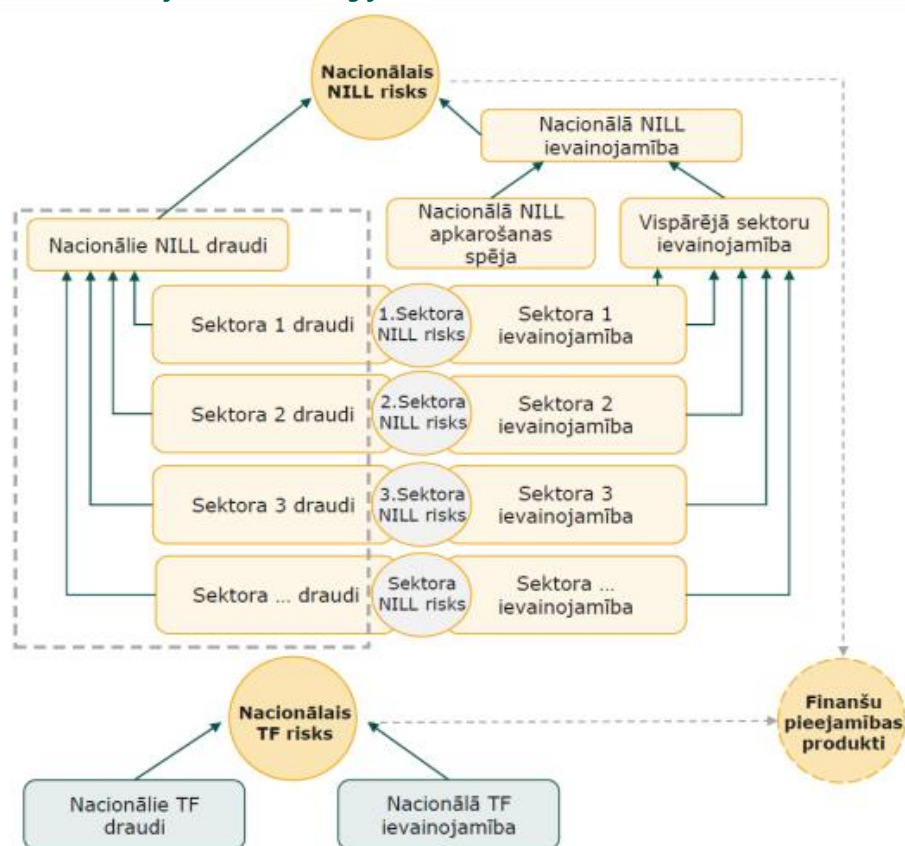 Nacionālais
NILL risks
Nacionālā NILL
ievainojamība
Nacionālie NILL draudi
Nacionālā NILL
apkarošanas
spēja
Vispārējā sektoru
ievainojamība
Sektora 1 draudi
1.Sektora
NILL risks
Sektora 1
ievainojamība
Sektora 2 draudi
2.Sektora
NILL risks
Sektora 2
ievainojamība
Sektora 3 draudi
3.Sektora
NILL risks
Sektora 3
ievainojamība
Sektora ... draudi
Sektora
NILL risks
Sektora ...
ievainojamība
Nacionālais
TF risks
Finanšu
pieejamības
produkti
Nacionālie TF
draudi
Nacionālā TF
ievainojamība